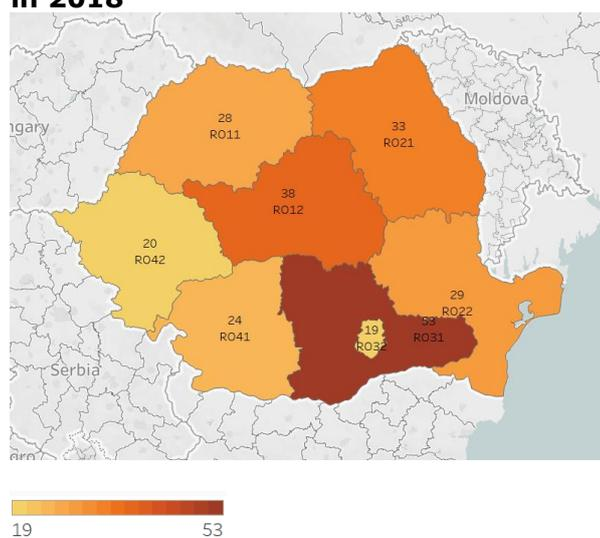 in 2018
Moldova
28
RO11
33
RO21
ngary
38
RO12
20
RO42
29
RO22
24
RO41
19
RO32
53
RO31
Serbia
gro
19
53